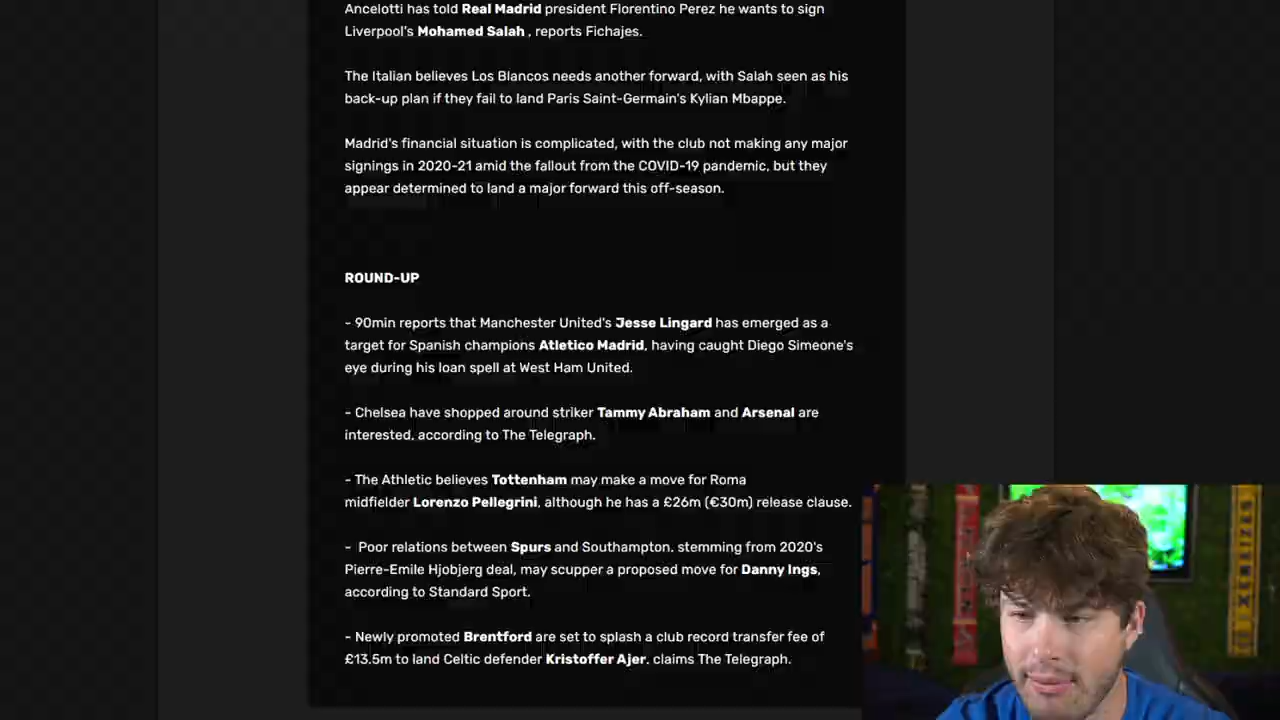 Ancelotti has told Real Madrid president Florentino Perez he wants to sign
Liverpool's Mohamed Salah , reports Fichajes.
The Italian believes Los Blancos needs another forward, with Salah seen as his
back-up plan if they fail to land Paris Saint-Germain's Kylian Mbappe.
Madrid's financial situation is complicated, with the club not making any major
signings in 2020-21 amid the fallout from the COVID-19 pandemic, but they
appear determined to land a major forward this off-season.
ROUND-UP
- 90min reports that Manchester United's Jesse Lingard has emerged as a
target for Spanish champions Atletico Madrid, having caught Diego Simeone's
eye during his loan spell at West Ham United.
- Chelsea have shopped around striker Tammy Abraham and Arsenal are
interested, according to The Telegraph.
- The Athletic believes Tottenham may make a move for Roma
midfielder Lorenzo Pellegrini, although he has a £26m (€30m) release clause.
- Poor relations between Spurs and Southampton, stemming from 2020's
Pierre-Emile Hjobjerg deal, may scupper a proposed move for Danny Ings,
according to Standard Sport.
- Newly promoted Brentford are set to splash a club record transfer fee of
£13.5m to land Celtic defender Kristoffer Ajer, claims The Telegraph.